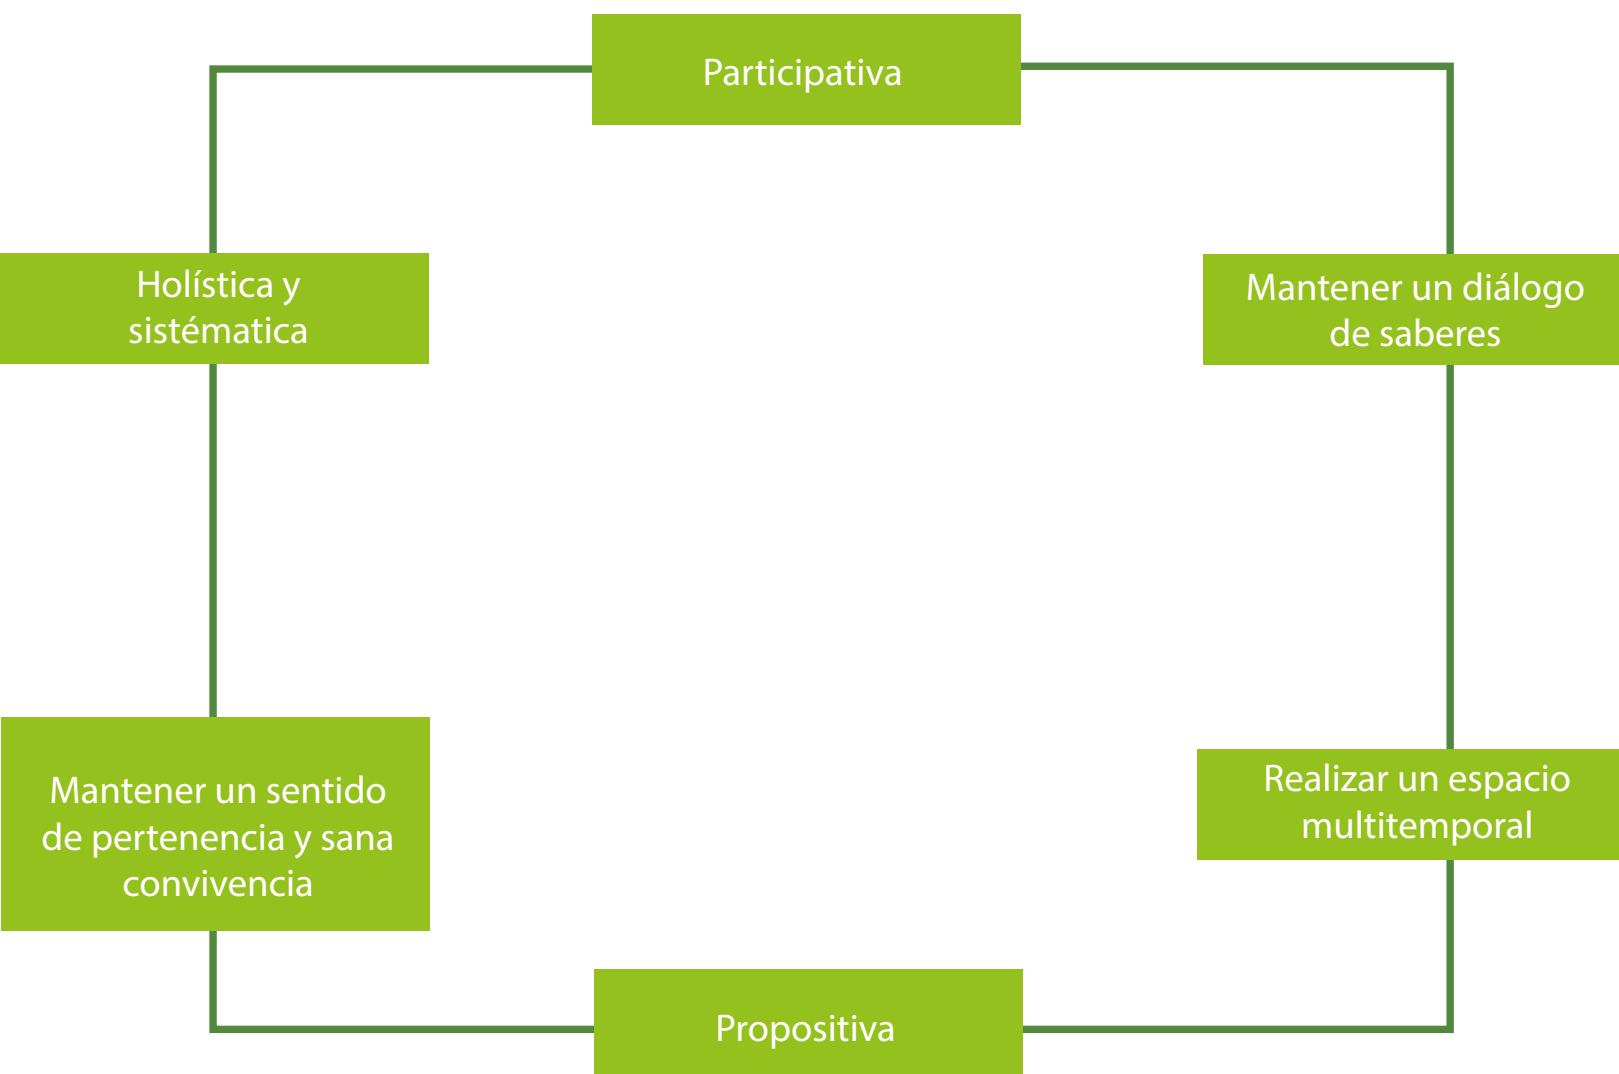 Participativa
Holística y
sistématica
Mantener un diálogo
de saberes
Mantener un sentido
de pertenencia y sana
convivencia
Realizar un espacio
multitemporal
Propositiva